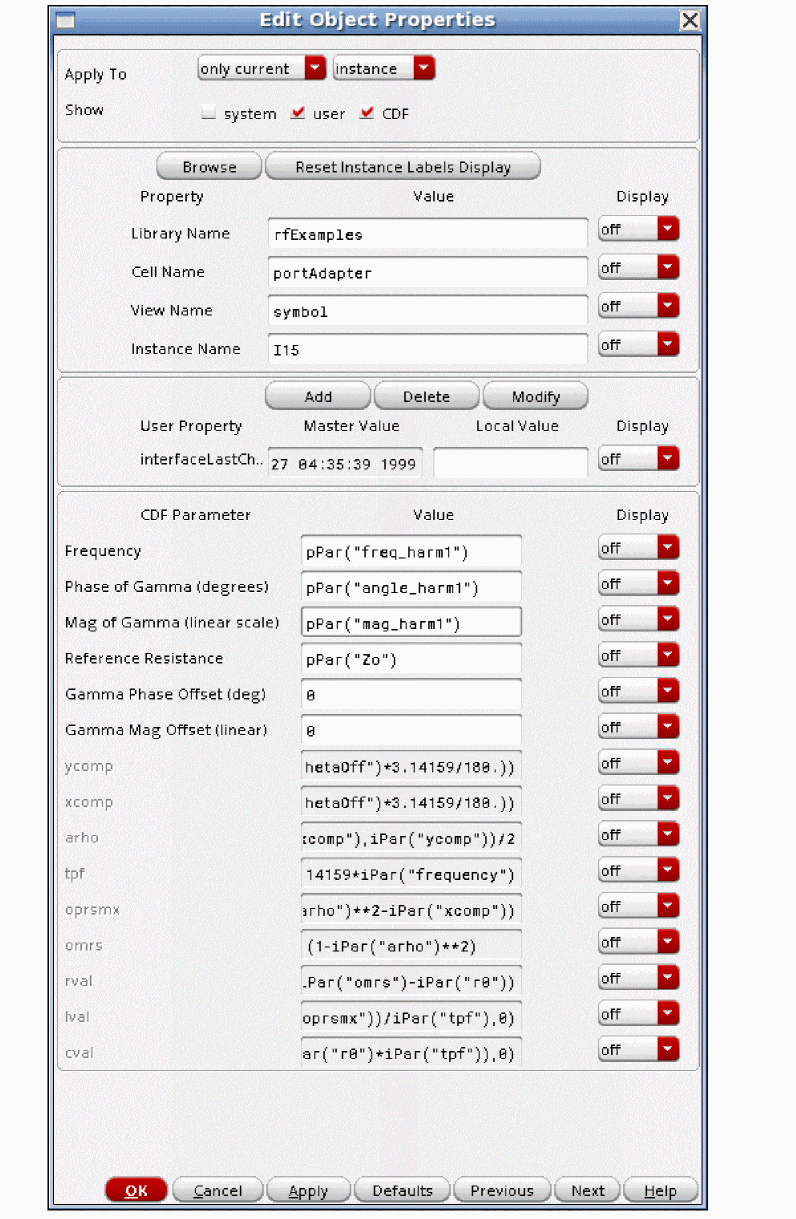 Edit Object Properties
Apply To only current instance
Show system user CDF
Browse Reset Instance Labels Display
Property Value Display
Library Name rfExamples off
Cell Name portAdapter off
View Name symbol off
Instance Name I15 off
Add Delete Modify
User Property Master Value Local Value Display
interfaceLastCh.. 27 04:35:39 1999 off
CDF Parameter Value Display
Frequency pPar("freq_harm1") off
Phase of Gamma (degrees) pPar("angle_harm1") off
Mag of Gamma (linear scale) pPar("mag_harm1") off
Reference Resistance pPar("Zo") off
Gamma Phase Offset (deg) 0 off
Gamma Mag Offset (linear) 0 off
ycomp hetaOff")*3.14159/180.)) off
xcomp hetaOff")*3.14159/180.)) off
arho xcomp"),iPar("ycomp"))/2 off
tpf 14159*iPar("frequency") off
oprsmx arho")**2-iPar("xcomp")) off
omrs (1-iPar("arho")**2) off
rval iPar("omrs")-iPar("r0")) off
lval oprsmx"))/iPar("tpf"),0) off
cval ar("r0")*iPar("tpf")),0) off
OK Cancel Apply Defaults Previous Next Help